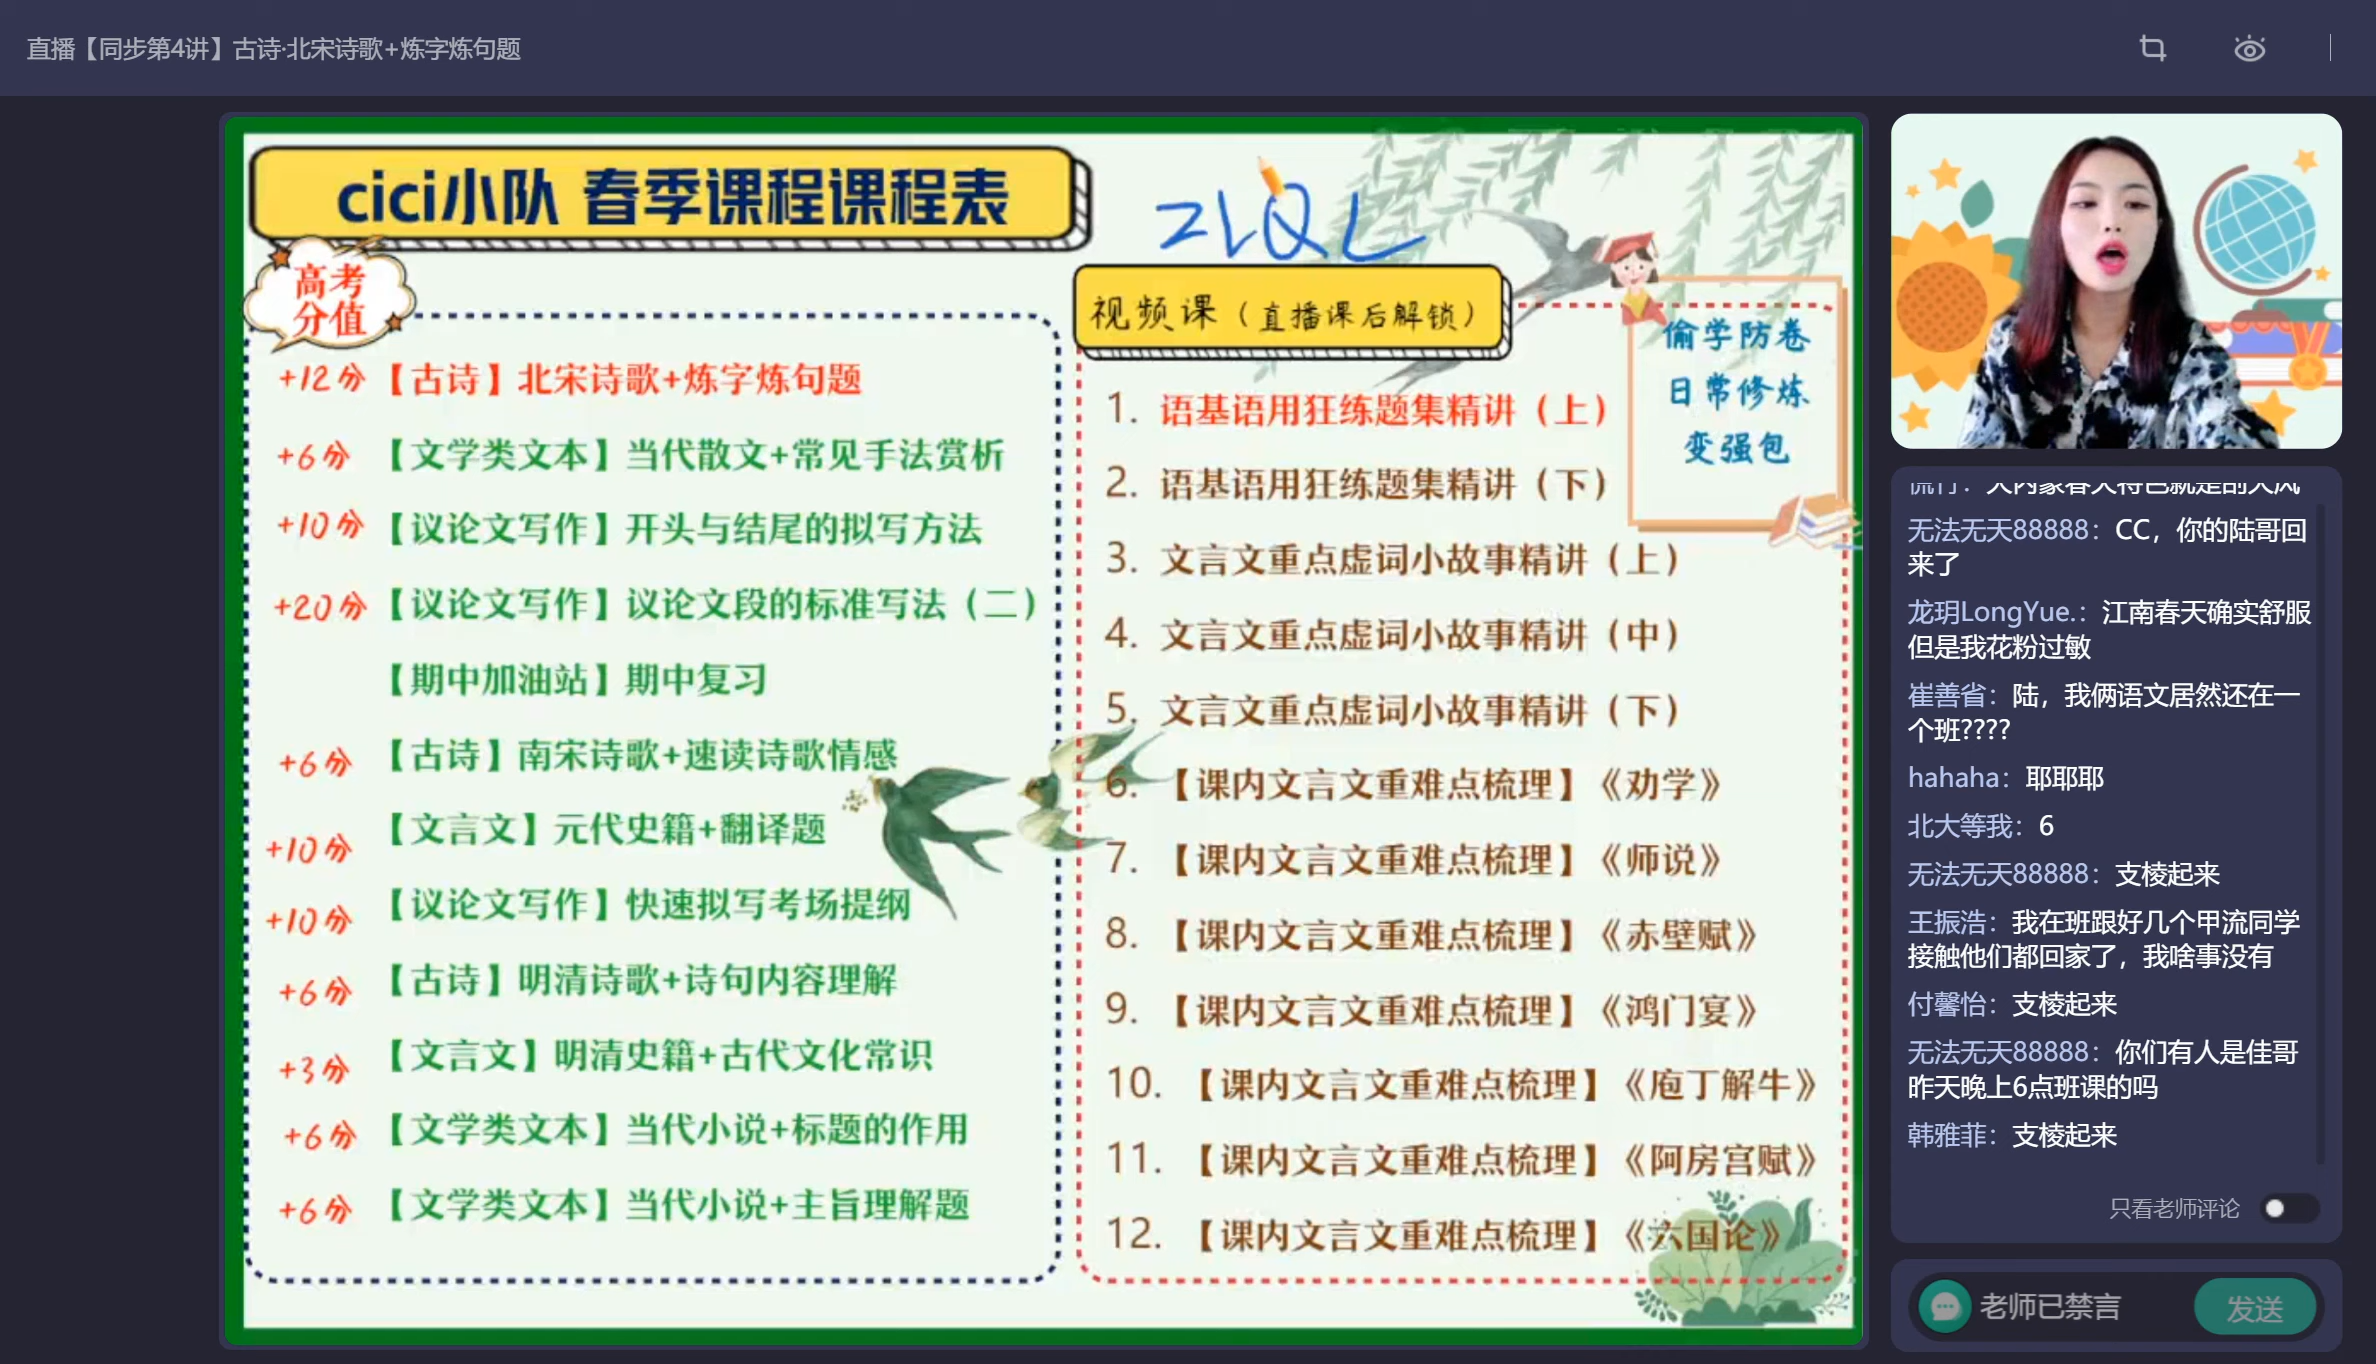 直播【同步第4讲】古诗·北宋诗歌+炼字炼句题
cici小队 春季课程课程表
ZLQL
高考
分值
+12分【古诗】北宋诗歌+炼字炼句题
+6分【文学类文本】当代散文+常见手法赏析
+10分【议论文写作】开头与结尾的拟写方法
+20分【议论文写作】议论文段的标准写法（二）
【期中加油站】期中复习
+6分【古诗】南宋诗歌+速读诗歌情感
+10分【文言文】元代史籍+翻译题
+10分【议论文写作】快速拟写考场提纲
+6分【古诗】明清诗歌+诗句内容理解
+3分【文言文】明清史籍+古代文化常识
+6分【文学类文本】当代小说+标题的作用
+6分【文学类文本】当代小说+主旨理解题
视频课（直播课后解锁）
偷学防卷
日常修炼
变强包
1. 语基语用狂练题集精讲（上）
2. 语基语用狂练题集精讲（下）
3. 文言文重点虚词小故事精讲（上）
4. 文言文重点虚词小故事精讲（中）
5. 文言文重点虚词小故事精讲（下）
6. 【课内文言文重难点梳理】《劝学》
7. 【课内文言文重难点梳理】《师说》
8. 【课内文言文重难点梳理】《赤壁赋》
9. 【课内文言文重难点梳理】《鸿门宴》
10. 【课内文言文重难点梳理】《庖丁解牛》
11. 【课内文言文重难点梳理】《阿房宫赋》
12. 【课内文言文重难点梳理】《六国论》
流行：大内蒙春天特色就是刮大风
无法无天88888：CC，你的陆哥回
来了
龙玥LongYue.：江南春天确实舒服
但是我花粉过敏
崔善省：陆，我俩语文居然还在一
个班????
hahaha：耶耶耶
北大等我：6
无法无天88888：支棱起来
王振浩：我在班跟好几个甲流同学
接触他们都回家了，我啥事没有
付馨怡：支棱起来
无法无天88888：你们有人是佳哥
昨天晚上6点班课的吗
韩雅菲：支棱起来
只看老师评论
老师已禁言
发送